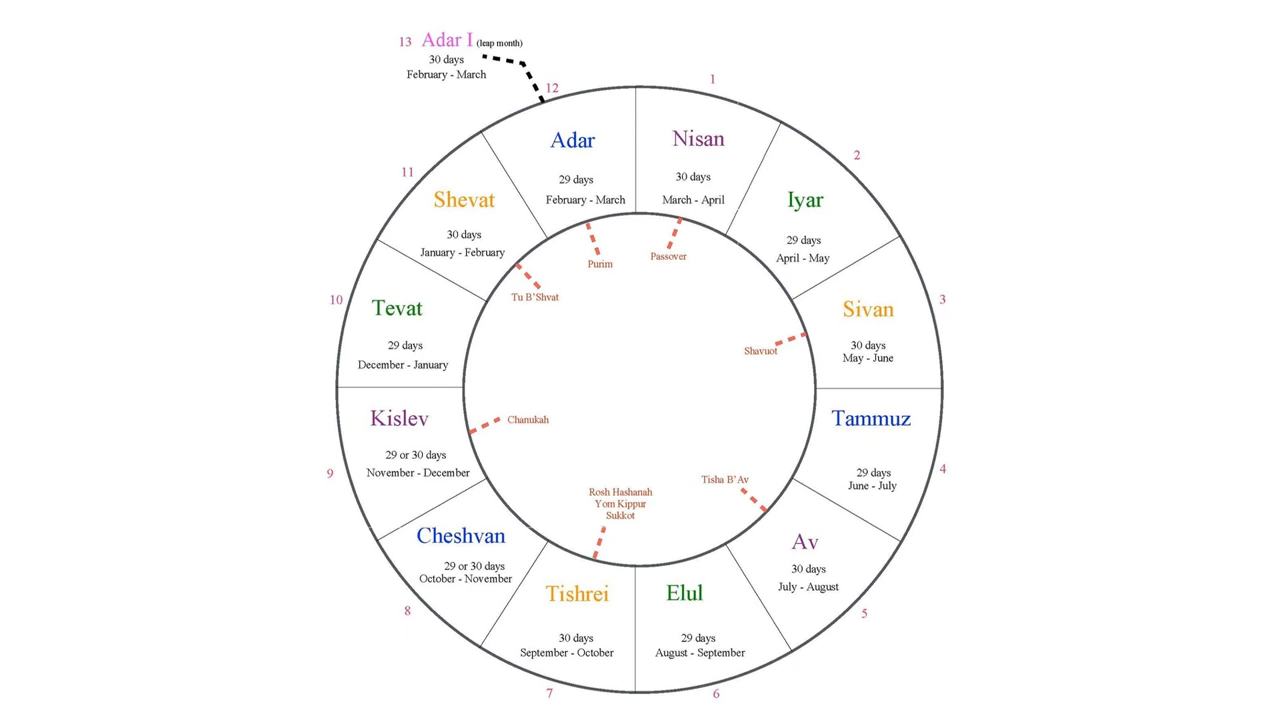 13 Adar I (leap month)
30 days
February - March
12
Adar
29 days
February - March
Purim
1
Nisan
30 days
March - April
Passover
2
Iyar
29 days
April - May
3
Sivan
30 days
May - June
Shavuot
4
Tammuz
29 days
June - July
5
Av
30 days
July - August
Tisha B'Av
6
Elul
29 days
August - September
7
Tishrei
30 days
September - October
Rosh Hashanah
Yom Kippur
Sukkot
8
Cheshvan
29 or 30 days
October - November
9
Kislev
29 or 30 days
November - December
Chanukah
10
Tevat
29 days
December - January
11
Shevat
30 days
January - February
Tu B'Shvat